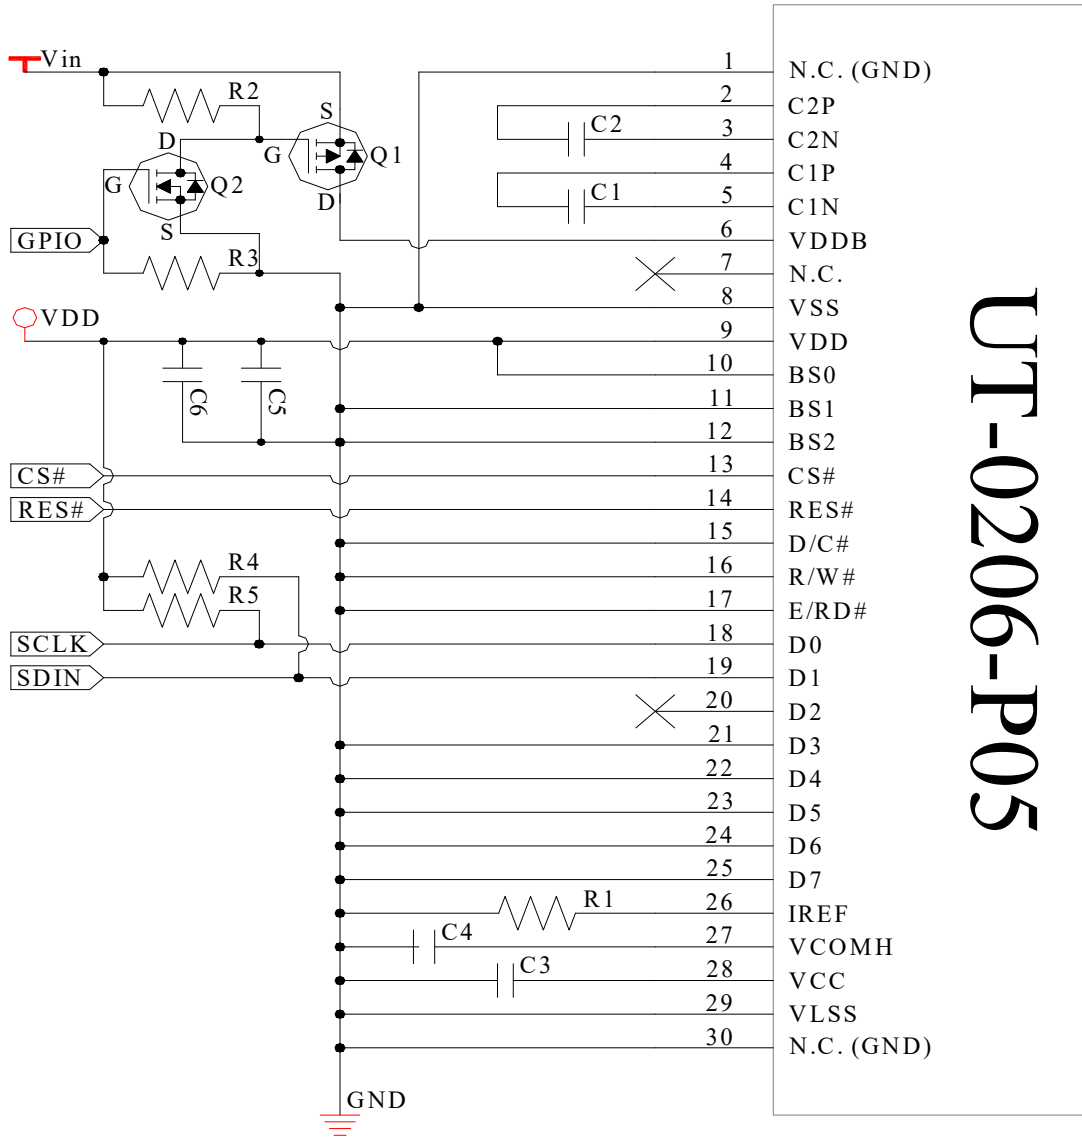 Vin
R2
S
D
G
Q1
G
Q2
D
S
GPIO
R3
VDD
C6
C5
CS#
RES#
R4
R5
SCLK
SDIN
C2
C1
R1
C4
C3
GND
1 N.C. (GND)
2 C2P
3 C2N
4 C1P
5 C1N
6 VDDB
7 N.C.
8 VSS
9 VDD
10 BS0
11 BS1
12 BS2
13 CS#
14 RES#
15 D/C#
16 R/W#
17 E/RD#
18 D0
19 D1
20 D2
21 D3
22 D4
23 D5
24 D6
25 D7
26 IREF
27 VCOMH
28 VCC
29 VLSS
30 N.C. (GND)
UT-0206-P05